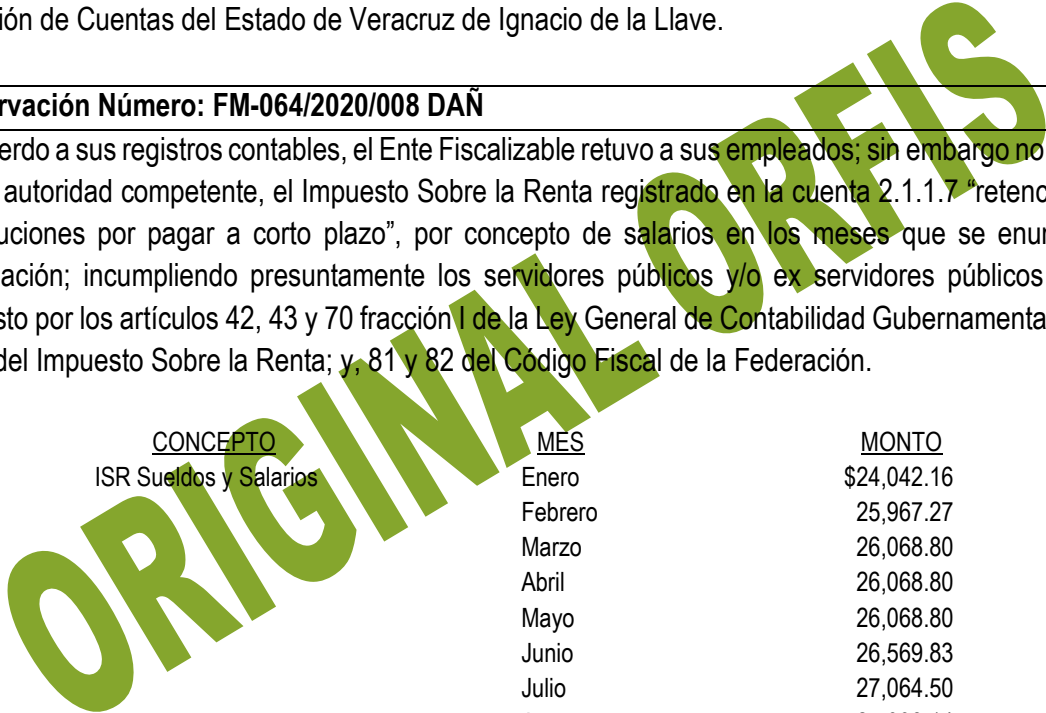 ión de Cuentas del Estado de Veracruz de Ignacio de la Llave.
rvación Número: FM-064/2020/008 DAÑ
erdo a sus registros contables, el Ente Fiscalizable retuvo a sus empleados; sin embargo no
autoridad competente, el Impuesto Sobre la Renta registrado en la cuenta 2.1.1.7 “retenc
uciones por pagar a corto plazo”, por concepto de salarios en los meses que se enur
ación; incumpliendo presuntamente los servidores públicos y/o ex servidores públicos
sto por los artículos 42, 43 y 70 fracción I de la Ley General de Contabilidad Gubernamenta
del Impuesto Sobre la Renta; y, 81 y 82 del Código Fiscal de la Federación.
CONCEPTO MES MONTO
ISR Sueldos y Salarios Enero $24,042.16
Febrero 25,967.27
Marzo 26,068.80
Abril 26,068.80
Mayo 26,068.80
Junio 26,569.83
Julio 27,064.50
ORIGINAL ORFIS